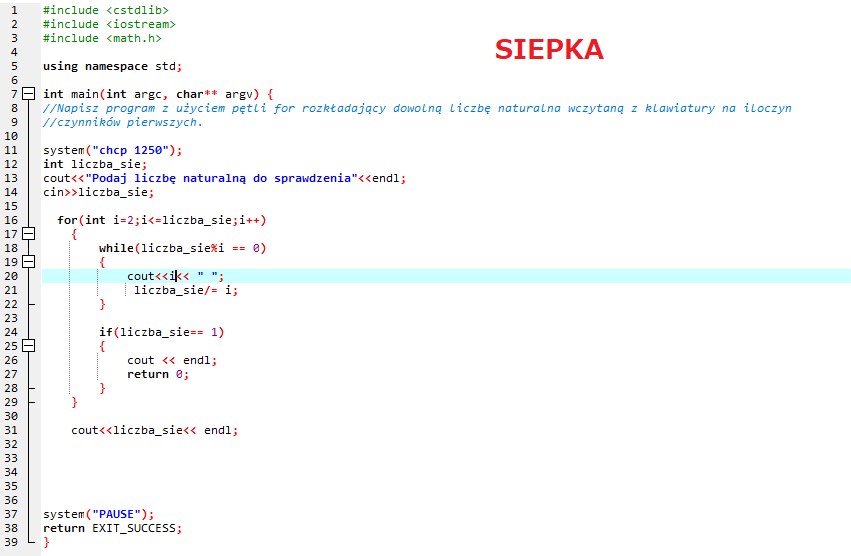 SIEPKA
1 #include <cstdlib>
2 #include <iostream>
3 #include <math.h>
4
5 using namespace std;
6
7 int main(int argc, char** argv) {
8 //Napisz program z użyciem pętli for rozkładający dowolną liczbę naturalna wczytaną z klawiatury na iloczyn
9 //czynników pierwszych.
10
11 system("chcp 1250");
12 int liczba_sie;
13 cout<<"Podaj liczbę naturalną do sprawdzenia"<<endl;
14 cin>>liczba_sie;
15
16 for(int i=2;i<=liczba_sie;i++)
17 {
18 while(liczba_sie%i == 0)
19 {
20 cout<<i<< " ";
21 liczba_sie/= i;
22 }
23
24 if(liczba_sie== 1)
25 {
26 cout << endl;
27 return 0;
28 }
29 }
30
31 cout<<liczba_sie<< endl;
32
33
34
35
36
37 system("PAUSE");
38 return EXIT_SUCCESS;
39 }